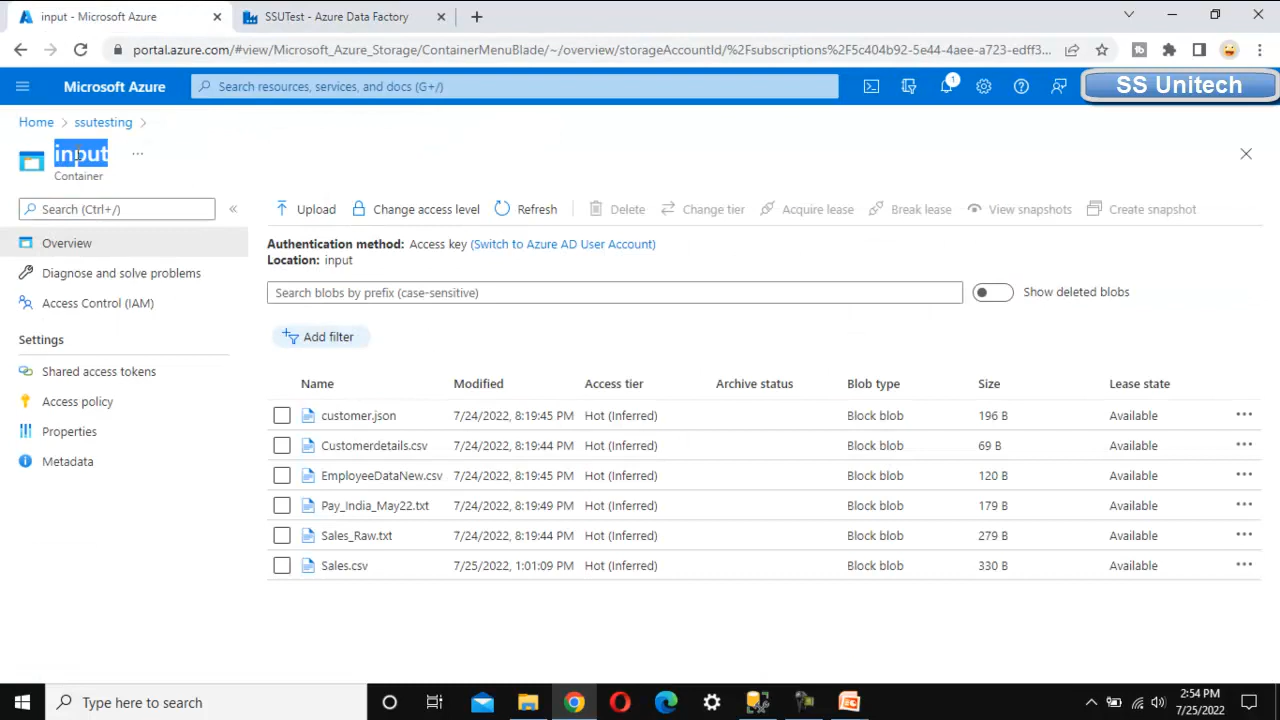 input - Microsoft Azure
SSUTest - Azure Data Factory
portal.azure.com/#view/Microsoft_Azure_Storage/ContainerMenuBlade/~/overview/storageAccountId/%2Fsubscriptions%2F5c404b92-5e44-4aee-a723-edff3...
Microsoft Azure
Search resources, services, and docs (G+/)
1
SS Unitech
Home > ssutesting >
input ...
Container
Search (Ctrl+/) «
Upload Change access level Refresh Delete Change tier Acquire lease Break lease View snapshots Create snapshot
Overview
Diagnose and solve problems
Access Control (IAM)
Settings
Shared access tokens
Access policy
Properties
Metadata
Authentication method: Access key (Switch to Azure AD User Account)
Location: input
Search blobs by prefix (case-sensitive)
Show deleted blobs
Add filter
Name Modified Access tier Archive status Blob type Size Lease state
customer.json 7/24/2022, 8:19:45 PM Hot (Inferred) Block blob 196 B Available ...
Customerdetails.csv 7/24/2022, 8:19:44 PM Hot (Inferred) Block blob 69 B Available ...
EmployeeDataNew.csv 7/24/2022, 8:19:45 PM Hot (Inferred) Block blob 120 B Available ...
Pay_India_May22.txt 7/24/2022, 8:19:49 PM Hot (Inferred) Block blob 179 B Available ...
Sales_Raw.txt 7/24/2022, 8:19:44 PM Hot (Inferred) Block blob 279 B Available ...
Sales.csv 7/25/2022, 1:01:09 PM Hot (Inferred) Block blob 330 B Available ...
Type here to search
2:54 PM
7/25/2022